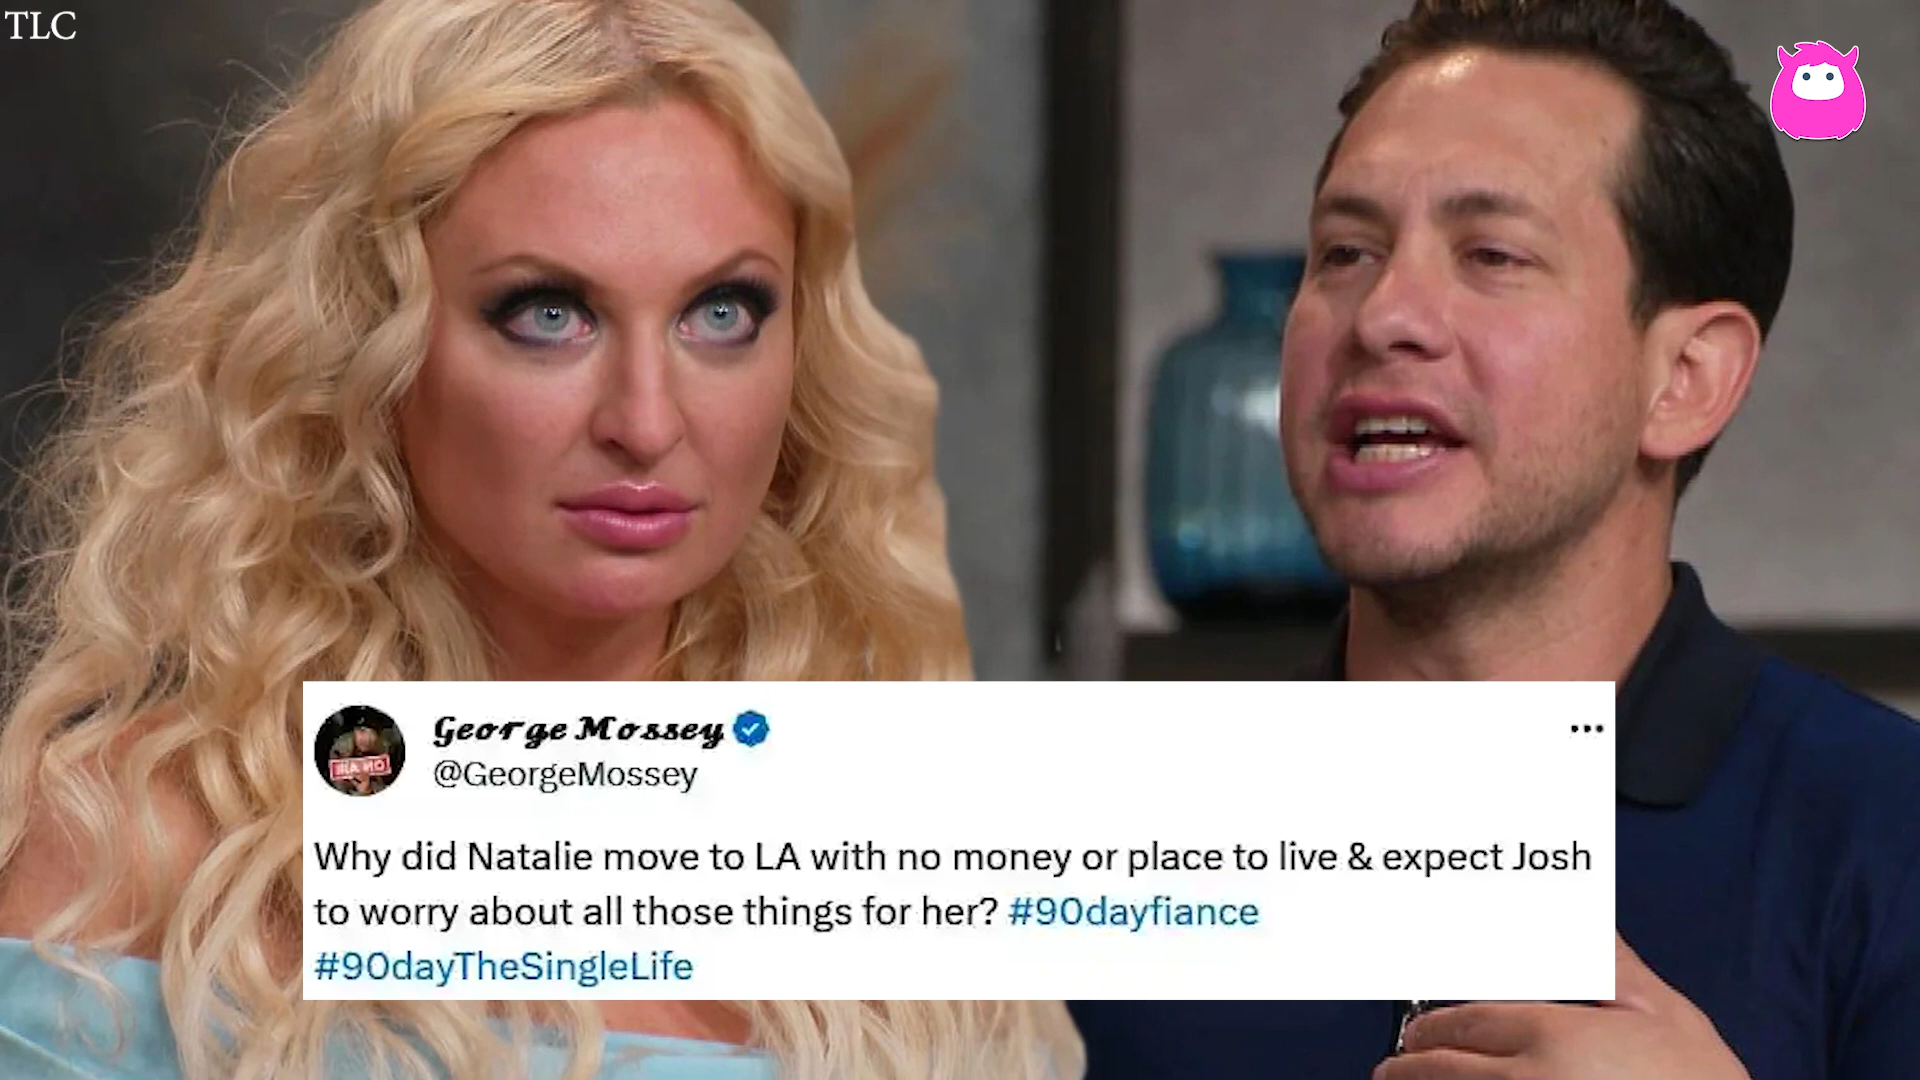 TLC
George Mossey
@GeorgeMossey
Why did Natalie move to LA with no money or place to live & expect Josh
to worry about all those things for her? #90dayfiance
#90dayTheSingleLife